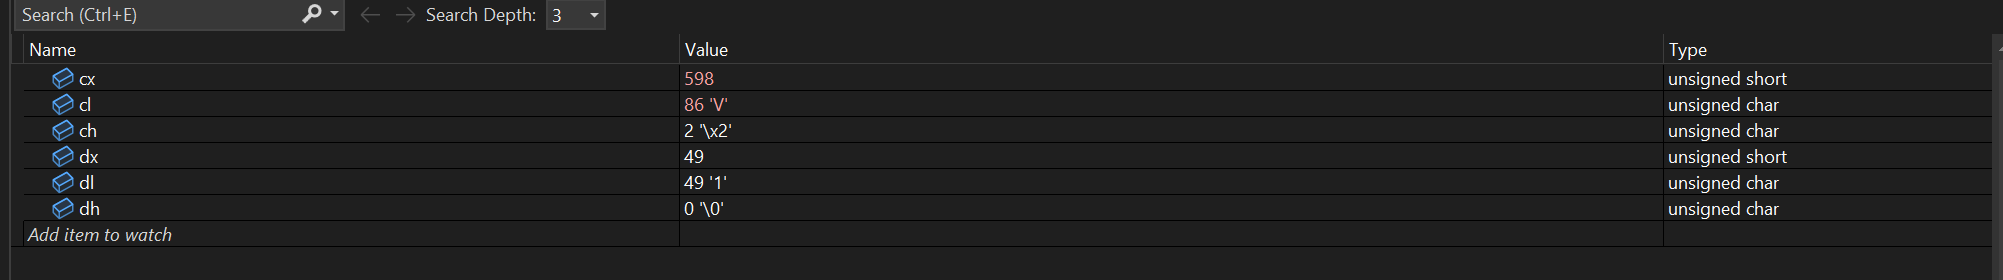 Search (Ctrl+E) Search Depth: 3
Name Value Type
cx 598 unsigned short
cl 86 'V' unsigned char
ch 2 '\x2' unsigned char
dx 49 unsigned short
dl 49 '1' unsigned char
dh 0 '\0' unsigned char
Add item to watch